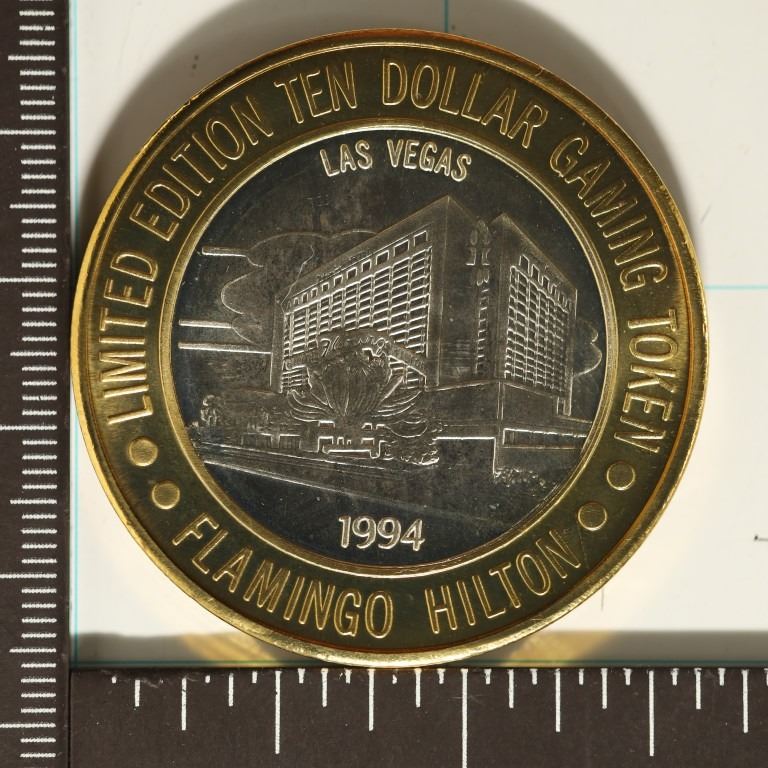 LIMITED EDITION TEN DOLLAR GAMING TOKEN
LAS VEGAS
1994
FLAMINGO HILTON